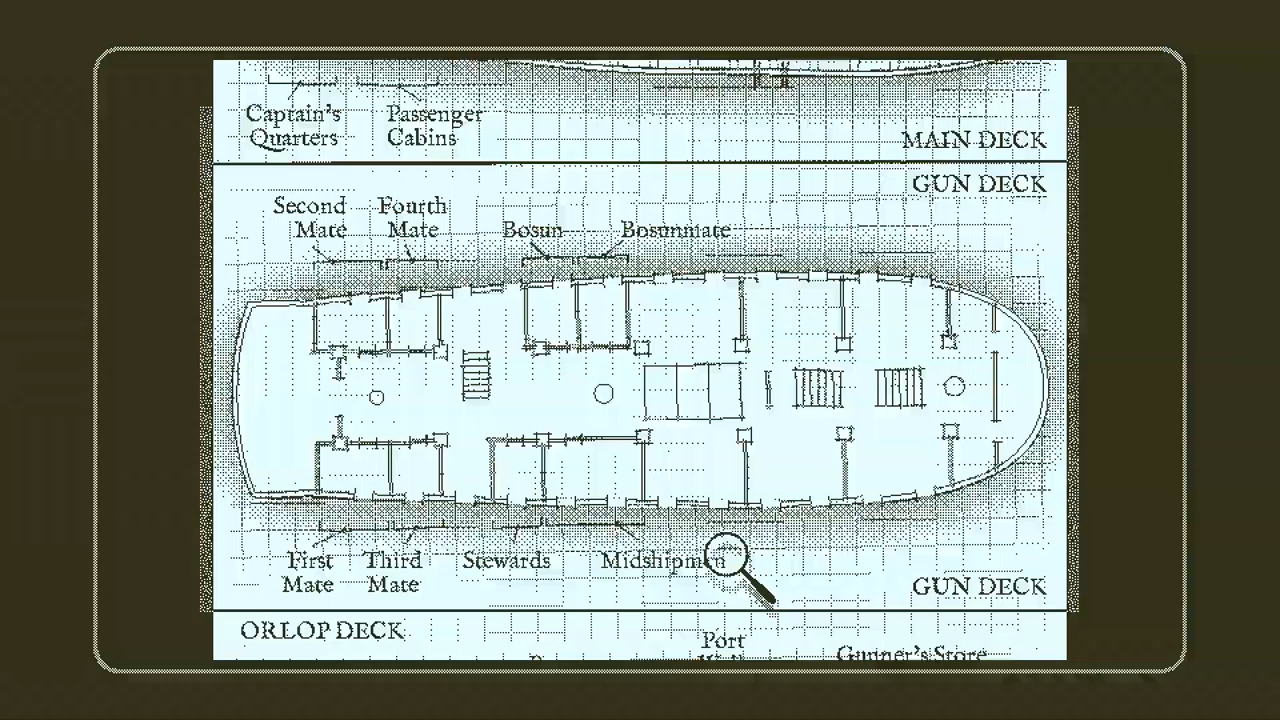 Captain's
Quarters
Passenger
Cabins
MAIN DECK
GUN DECK
Second
Mate
Fourth
Mate
Bosun
Bosunmate
First
Mate
Third
Mate
Stewards
Midshipmen
GUN DECK
ORLOP DECK
Port
Gunner's Store